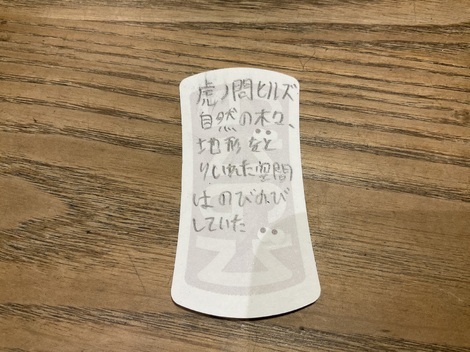 虎ノ門ヒルズ
自然の木や、
地形をと
りいれた空間
はのびのび
していた